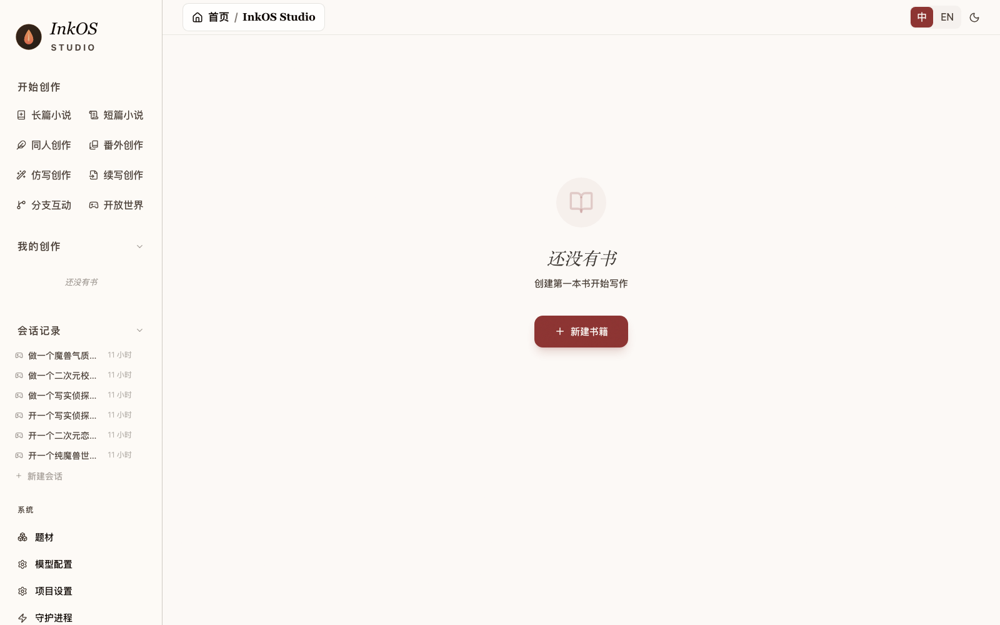 InkOS
STUDIO
开始创作
长篇小说 短篇小说
同人创作 番外创作
仿写创作 续写创作
分支互动 开放世界
我的创作
还没有书
会话记录
做一个魔兽气质... 11 小时
做一个二次元校... 11 小时
做一个写实侦探... 11 小时
开一个写实侦探... 11 小时
开一个二次元恋... 11 小时
开一个纯魔兽世... 11 小时
+ 新建会话
系统
题材
模型配置
项目设置
守护进程
首页 / InkOS Studio
中 EN
还没有书
创建第一本书开始写作
+ 新建书籍